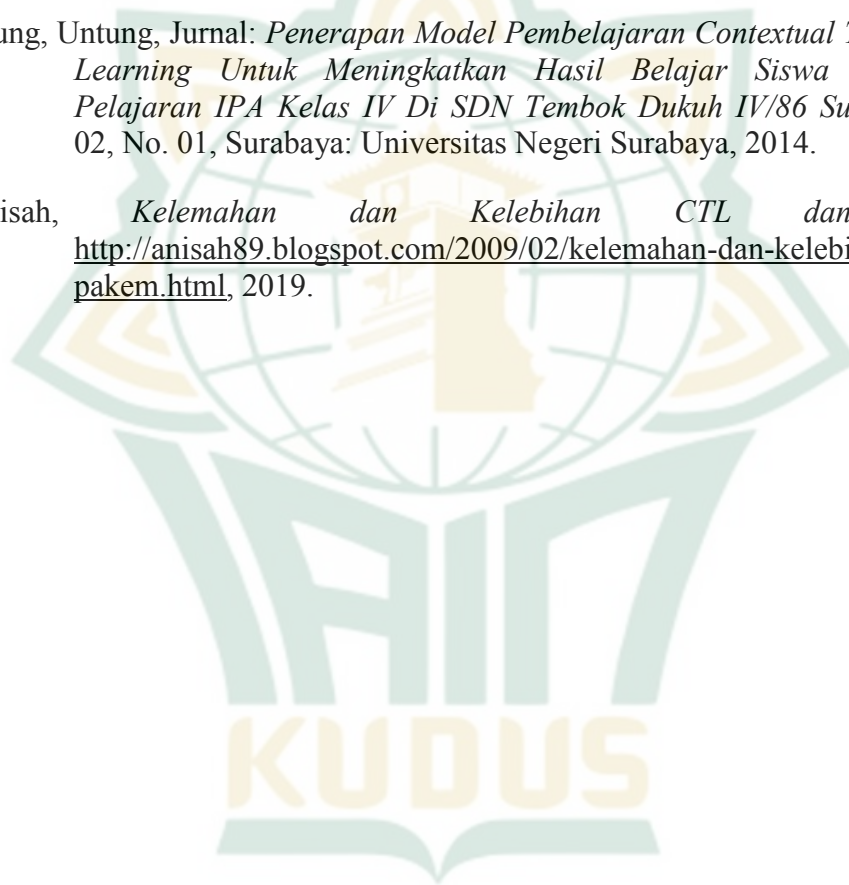 ung, Untung, Jurnal: Penerapan Model Pembelajaran Contextual T
Learning Untuk Meningkatkan Hasil Belajar Siswa
Pelajaran IPA Kelas IV Di SDN Tembok Dukuh IV/86 Su
02, No. 01, Surabaya: Universitas Negeri Surabaya, 2014.
isah, Kelemahan dan Kelebihan CTL dan
http://anisah89.blogspot.com/2009/02/kelemahan-dan-kelebi
pakem.html, 2019.
IAIN
KUDUS